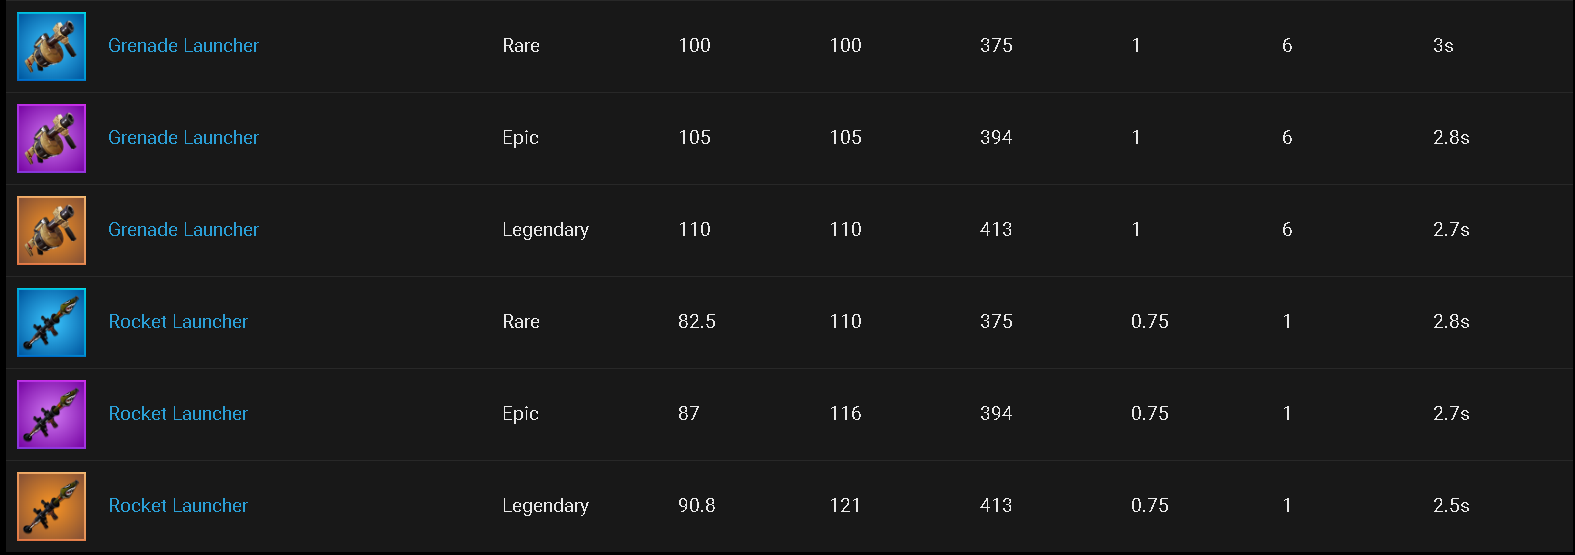 Grenade Launcher Rare 100 100 375 1 6 3s
Grenade Launcher Epic 105 105 394 1 6 2.8s
Grenade Launcher Legendary 110 110 413 1 6 2.7s
Rocket Launcher Rare 82.5 110 375 0.75 1 2.8s
Rocket Launcher Epic 87 116 394 0.75 1 2.7s
Rocket Launcher Legendary 90.8 121 413 0.75 1 2.5s